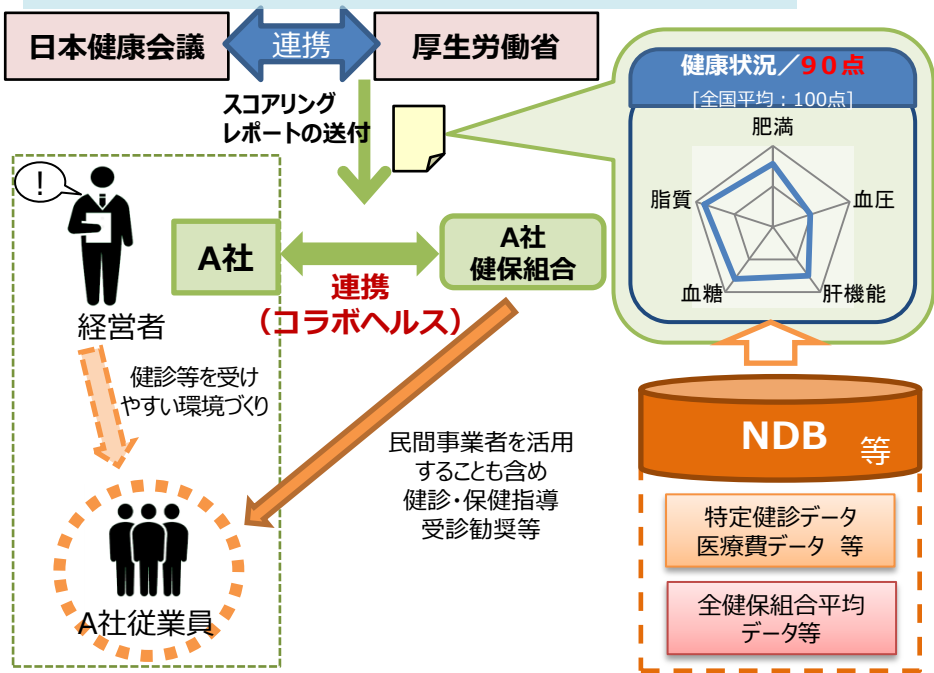 日本健康会議
連携
厚生労働省
スコアリング
レポートの送付
健康状況／９０点
[全国平均：100点]
肥満
血圧
肝機能
血糖
脂質
！
経営者
A社
A社
健保組合
連携
（コラボヘルス）
健診等を受け
やすい環境づくり
民間事業者を活用
することも含め
健診・保健指導
受診勧奨等
A社従業員
NDB 等
特定健診データ
医療費データ 等
全健保組合平均
データ等